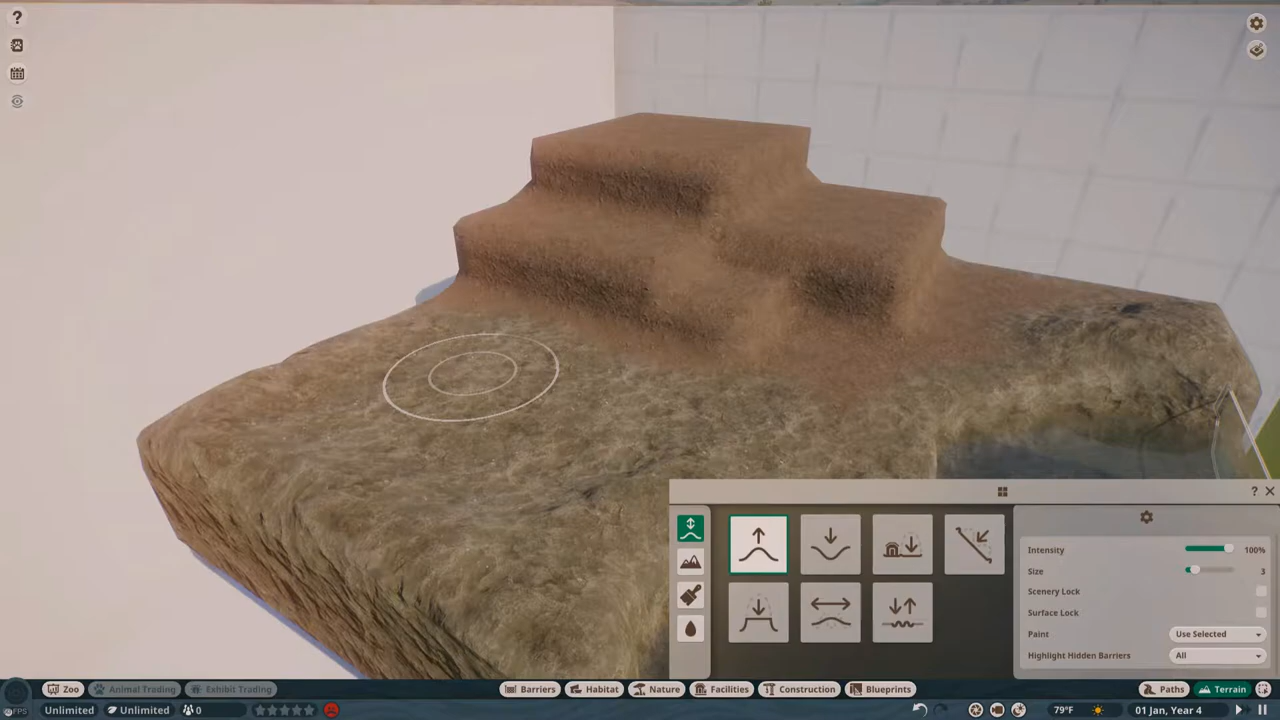 ?
? ×
Intensity 100%
Size 3
Scenery Lock
Surface Lock
Paint Use Selected
Highlight Hidden Barriers All
Zoo Animal Trading Exhibit Trading Barriers Habitat Nature Facilities Construction Blueprints Paths Terrain
FPS Unlimited Unlimited 0 79°F 01 Jan, Year 4